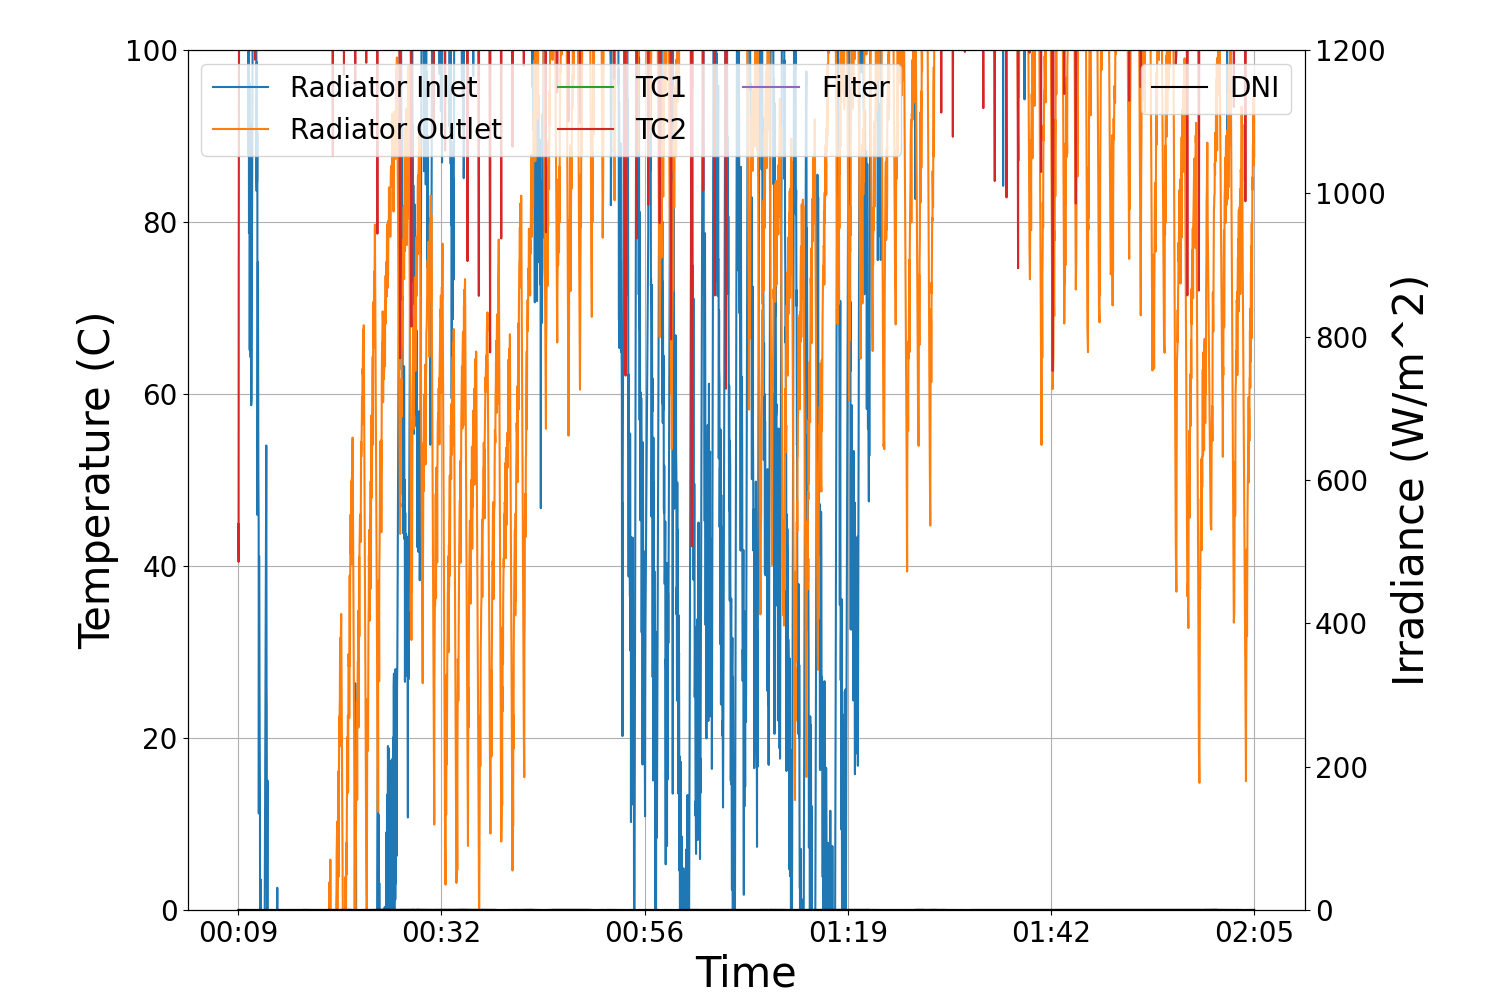 Radiator Inlet
Radiator Outlet
TC1
TC2
Filter
DNI
100
80
60
40
20
0
Temperature (C)
1200
1000
800
600
400
200
0
Irradiance (W/m^2)
00:09 00:32 00:56 01:19 01:42 02:05
Time